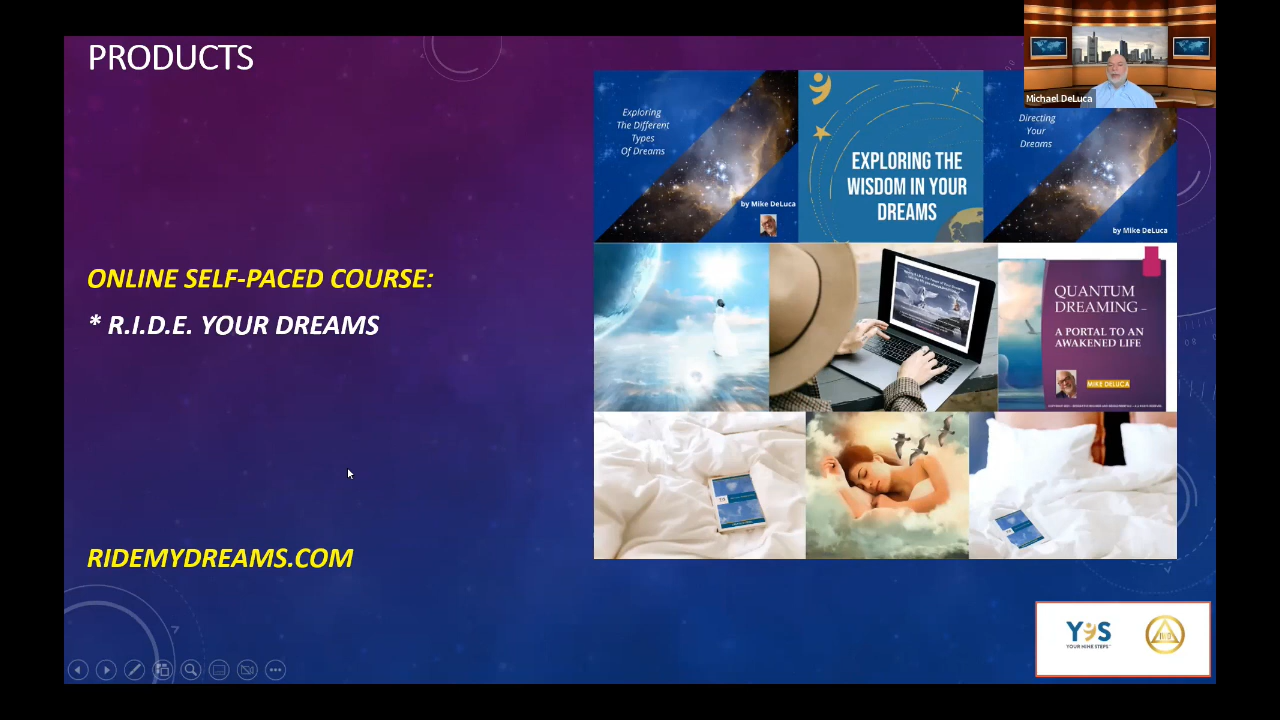 PRODUCTS
Michael DeLuca
Exploring
The Different
Types
Of Dreams
by Mike DeLuca
EXPLORING THE
WISDOM IN YOUR
DREAMS
Directing
Your
Dreams
by Mike DeLuca
ONLINE SELF-PACED COURSE:
* R.I.D.E. YOUR DREAMS
QUANTUM
DREAMING –
A PORTAL TO AN
AWAKENED LIFE
MIKE DELUCA
RIDEMYDREAMS.COM
Y9S
YOUR NINE STEPS